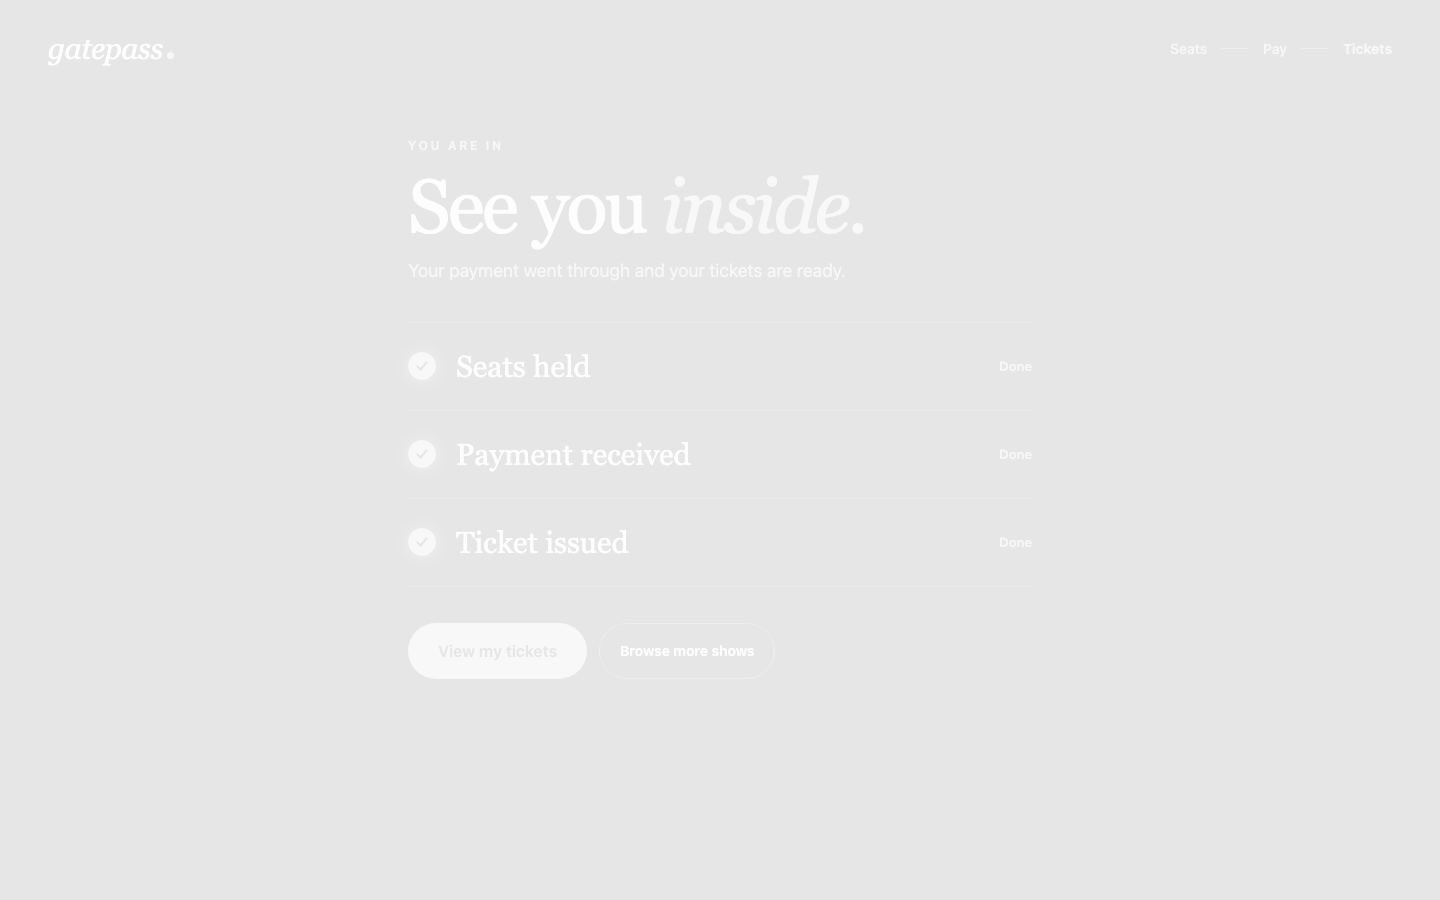 gatepass.
Seats Pay Tickets
YOU ARE IN
See you inside.
Your payment went through and your tickets are ready.
Seats held Done
Payment received Done
Ticket issued Done
View my tickets Browse more shows